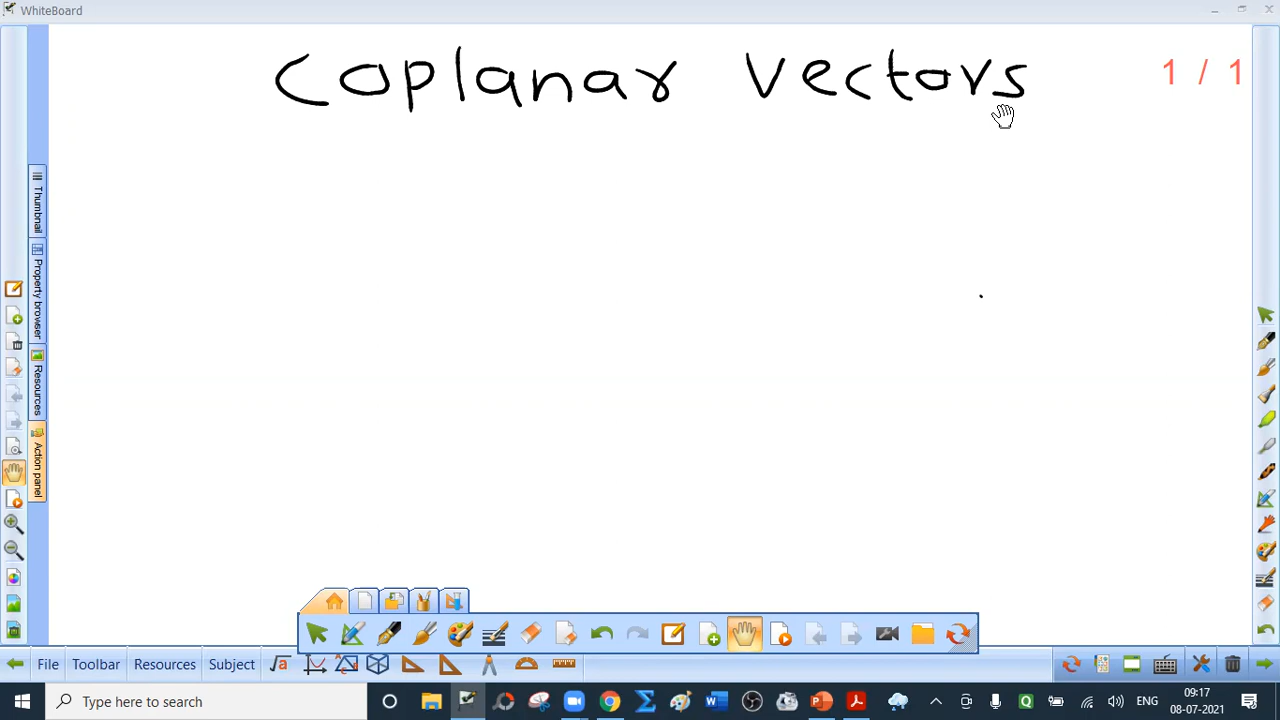 WhiteBoard
Coplanar Vectors
1 / 1
Thumbnail
Property browser
Resources
Action panel
File Toolbar Resources Subject
Type here to search
ENG
09:17
08-07-2021